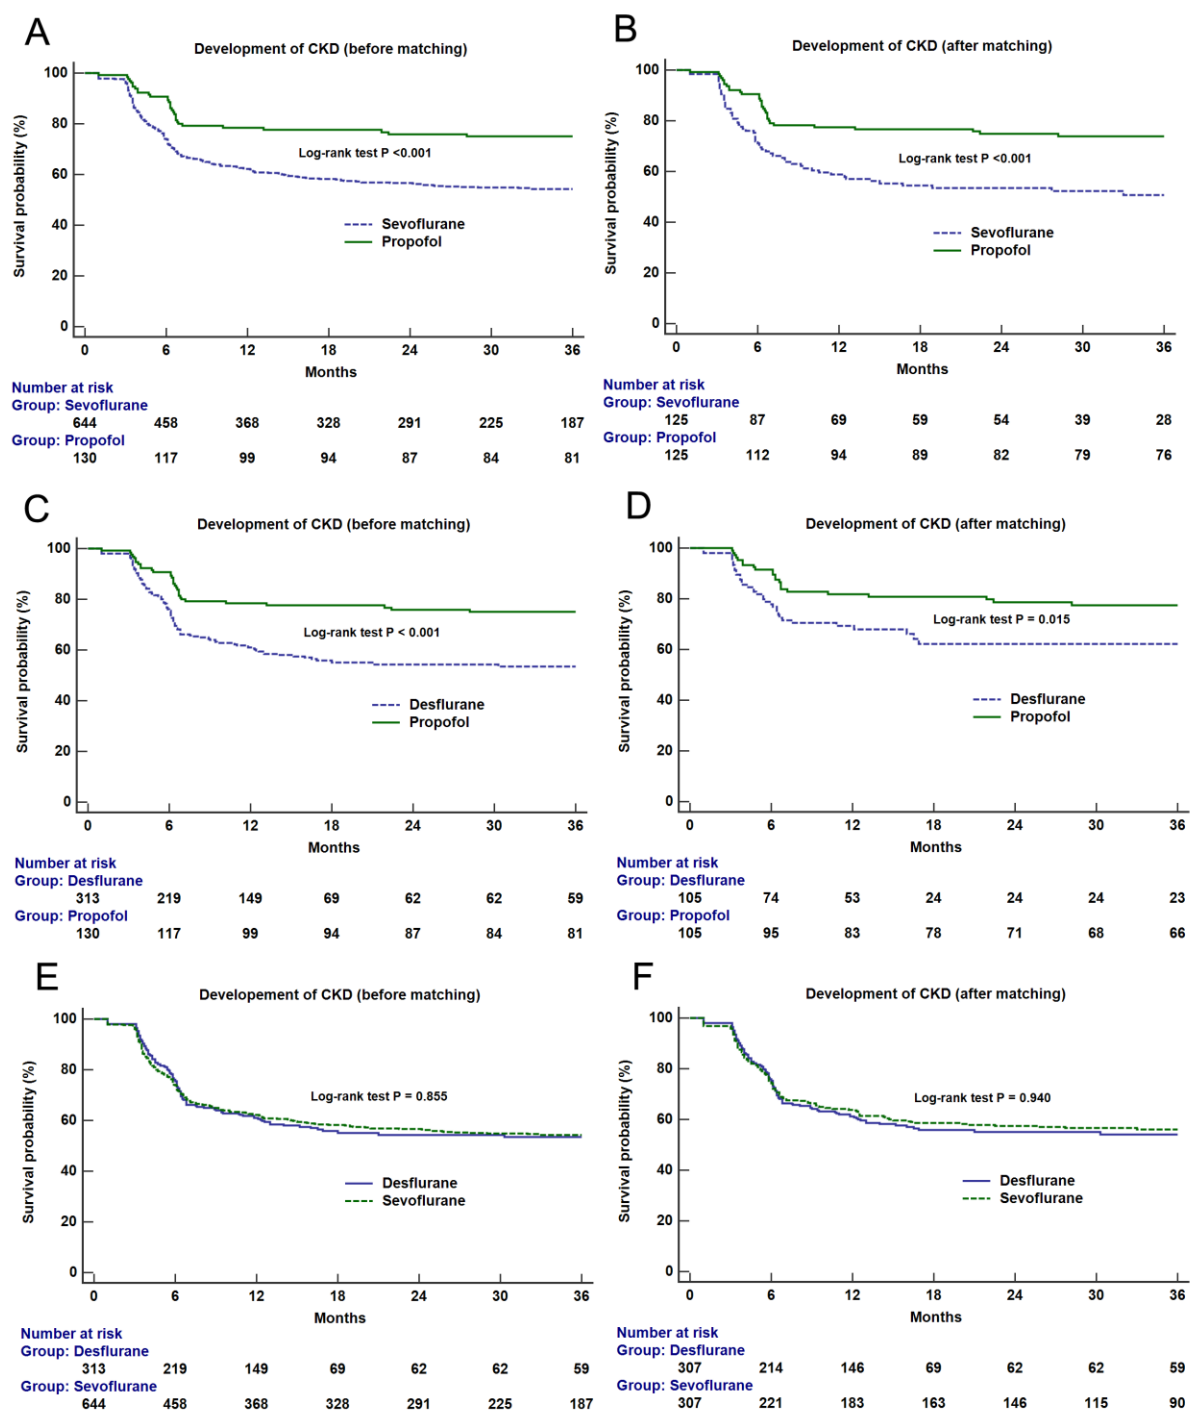 A
Development of CKD (before matching)
Survival probability (%)
100
80
60
40
20
0
Log-rank test P <0.001
Sevoflurane
Propofol
0 6 12 18 24 30 36
Months
Number at risk
Group: Sevoflurane
644 458 368 328 291 225 187
Group: Propofol
130 117 99 94 87 84 81
B
Development of CKD (after matching)
Survival probability (%)
100
80
60
40
20
0
Log-rank test P <0.001
Sevoflurane
Propofol
0 6 12 18 24 30 36
Months
Number at risk
Group: Sevoflurane
125 87 69 59 54 39 28
Group: Propofol
125 112 94 89 82 79 76
C
Development of CKD (before matching)
Survival probability (%)
100
80
60
40
20
0
Log-rank test P < 0.001
Desflurane
Propofol
0 6 12 18 24 30 36
Months
Number at risk
Group: Desflurane
313 219 149 69 62 62 59
Group: Propofol
130 117 99 94 87 84 81
D
Development of CKD (after matching)
Survival probability (%)
100
80
60
40
20
0
Log-rank test P = 0.015
Desflurane
Propofol
0 6 12 18 24 30 36
Months
Number at risk
Group: Desflurane
105 74 53 24 24 24 23
Group: Propofol
105 95 83 78 71 68 66
E
Developement of CKD (before matching)
Survival probability (%)
100
80
60
40
20
0
Log-rank test P = 0.855
Desflurane
Sevoflurane
0 6 12 18 24 30 36
Months
Number at risk
Group: Desflurane
313 219 149 69 62 62 59
Group: Sevoflurane
644 458 368 328 291 225 187
F
Development of CKD (after matching)
Survival probability (%)
100
80
60
40
20
0
Log-rank test P = 0.940
Desflurane
Sevoflurane
0 6 12 18 24 30 36
Months
Number at risk
Group: Desflurane
307 214 146 69 62 62 59
Group: Sevoflurane
307 221 183 163 146 115 90